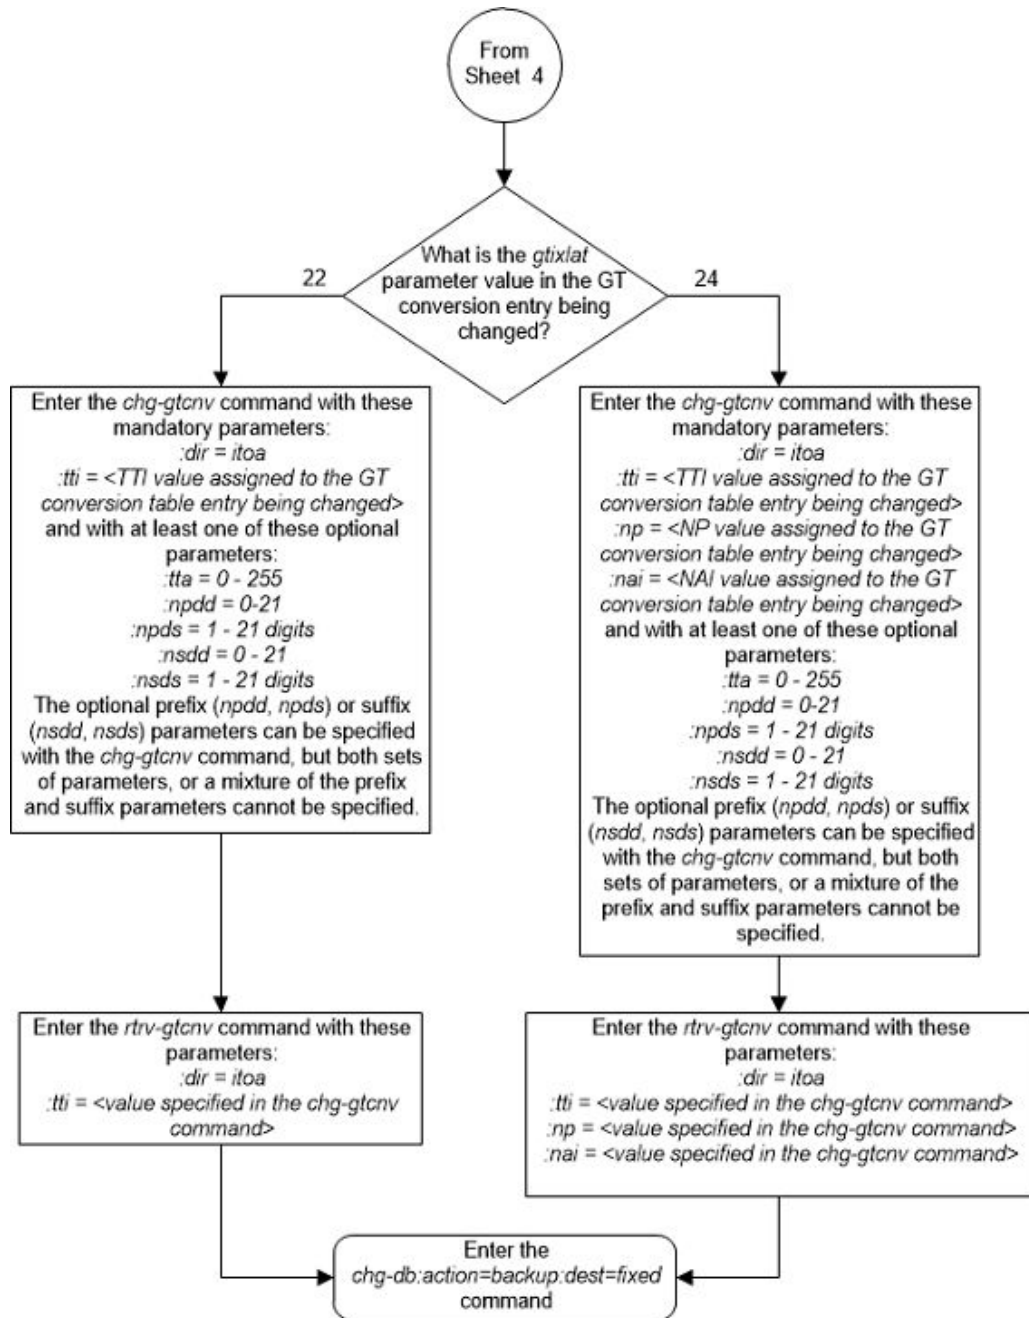 From
Sheet 4
What is the gtixlat
parameter value in the GT
conversion entry being
changed?
22
24
Enter the chg-gtcnv command with these
mandatory parameters:
:dir = itoa
:tti = <TTI value assigned to the GT
conversion table entry being changed>
and with at least one of these optional
parameters:
:tta = 0 - 255
:npdd = 0-21
:npds = 1 - 21 digits
:nsdd = 0 - 21
:nsds = 1 - 21 digits
The optional prefix (npdd, npds) or suffix
(nsdd, nsds) parameters can be specified
with the chg-gtcnv command, but both sets
of parameters, or a mixture of the prefix
and suffix parameters cannot be specified.
Enter the chg-gtcnv command with these
mandatory parameters:
:dir = itoa
:tti = <TTI value assigned to the GT
conversion table entry being changed>
:np = <NP value assigned to the GT
conversion table entry being changed>
:nai = <NAI value assigned to the GT
conversion table entry being changed>
and with at least one of these optional
parameters:
:tta = 0 - 255
:npdd = 0-21
:npds = 1 - 21 digits
:nsdd = 0 - 21
:nsds = 1 - 21 digits
The optional prefix (npdd, npds) or suffix
(nsdd, nsds) parameters can be specified
with the chg-gtcnv command, but both
sets of parameters, or a mixture of the
prefix and suffix parameters cannot be
specified.
Enter the rtrv-gtcnv command with these
parameters:
:dir = itoa
:tti = <value specified in the chg-gtcnv
command>
Enter the rtrv-gtcnv command with these
parameters:
:dir = itoa
:tti = <value specified in the chg-gtcnv command>
:np = <value specified in the chg-gtcnv command>
:nai = <value specified in the chg-gtcnv command>
Enter the
chg-db:action=backup:dest=fixed
command